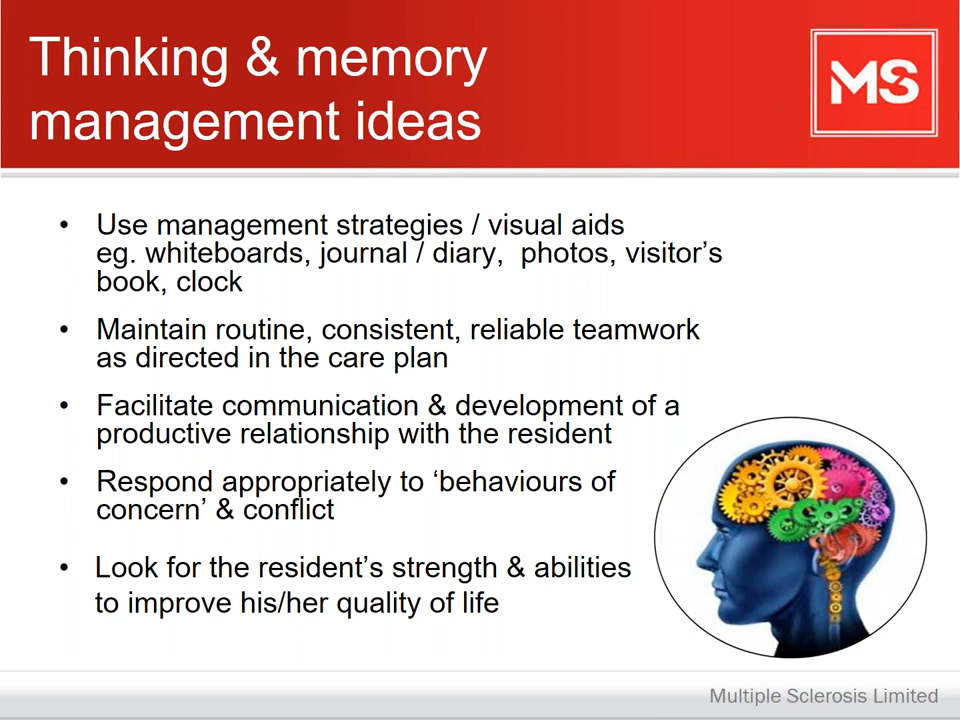 Thinking & memory
management ideas
MS
• Use management strategies / visual aids
eg. whiteboards, journal / diary,  photos, visitor’s
book, clock
• Maintain routine, consistent, reliable teamwork
as directed in the care plan
• Facilitate communication & development of a
productive relationship with the resident
• Respond appropriately to ‘behaviours of
concern’ & conflict
• Look for the resident’s strength & abilities
to improve his/her quality of life
Multiple Sclerosis Limited